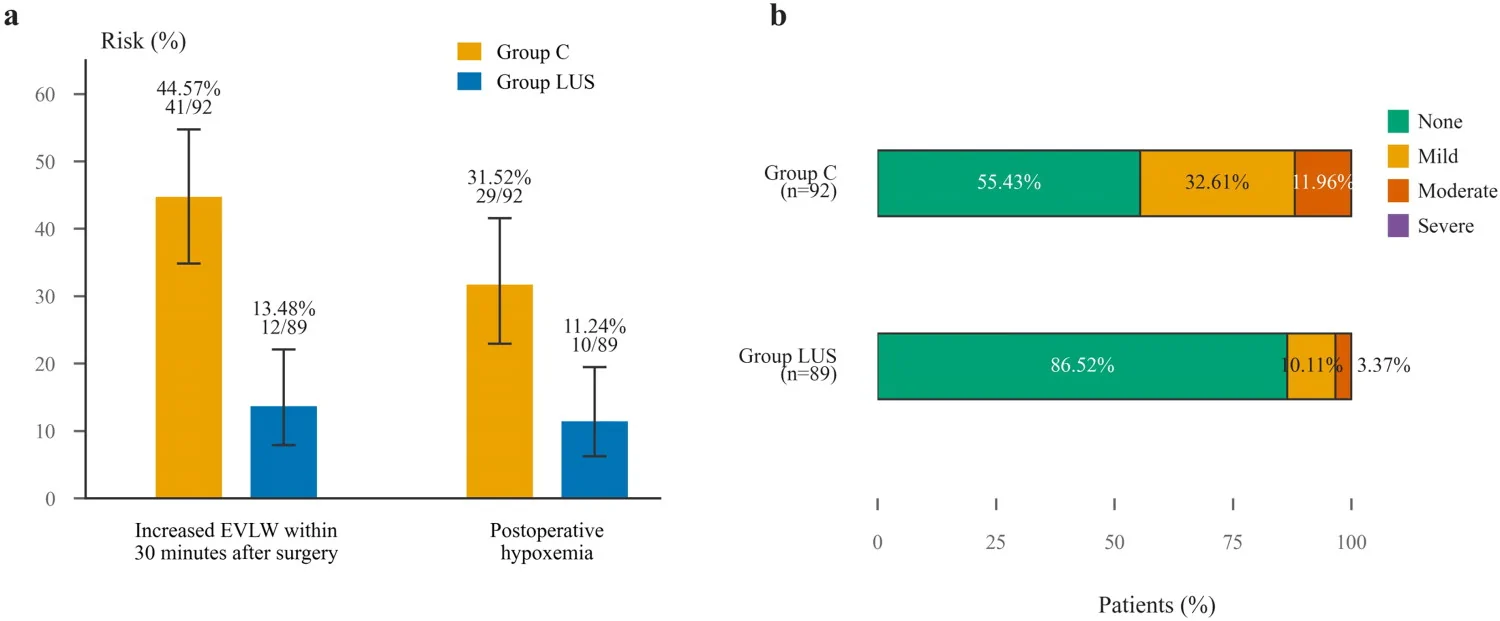 a
Risk (%)
Group C
Group LUS
60
50
40
30
20
10
0
44.57%
41/92
13.48%
12/89
31.52%
29/92
11.24%
10/89
Increased EVLW within
30 minutes after surgery
Postoperative
hypoxemia
b
None
Mild
Moderate
Severe
Group C
(n=92)
55.43%
32.61%
11.96%
Group LUS
(n=89)
86.52%
10.11%
3.37%
0
25
50
75
100
Patients (%)